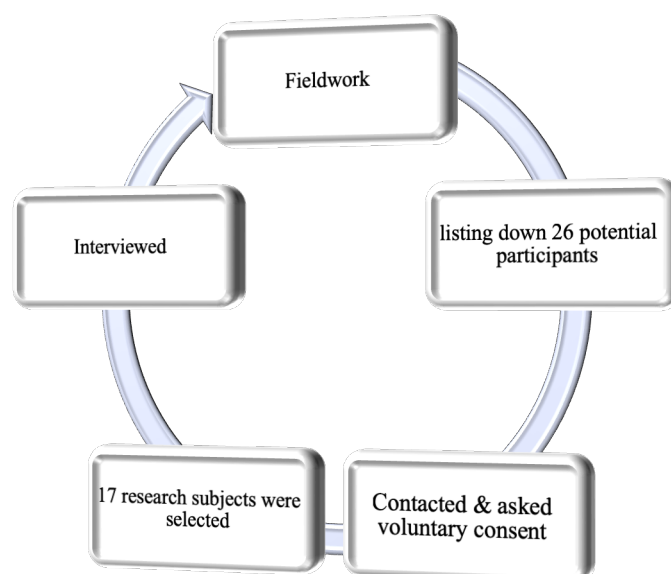 Fieldwork
listing down 26 potential
participants
Contacted & asked
voluntary consent
17 research subjects were
selected
Interviewed